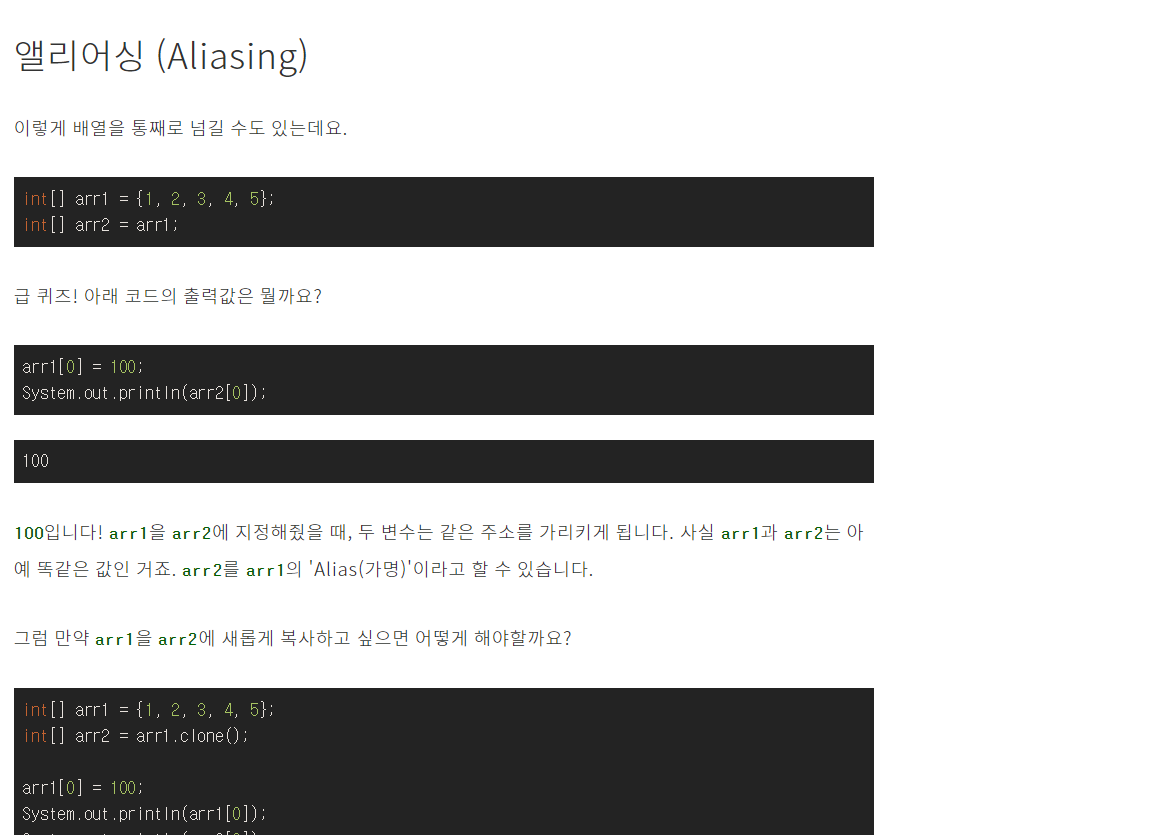 앨리어싱 (Aliasing)
이렇게 배열을 통째로 넘길 수도 있는데요.
int[] arr1 = {1, 2, 3, 4, 5};
int[] arr2 = arr1;
급 퀴즈! 아래 코드의 출력값은 뭘까요?
arr1[0] = 100;
System.out.println(arr2[0]);
100
100입니다! arr1을 arr2에 지정해줬을 때, 두 변수는 같은 주소를 가리키게 됩니다. 사실 arr1과 arr2는 아
예 똑같은 값인 거죠. arr2를 arr1의 'Alias(가명)'이라고 할 수 있습니다.
그럼 만약 arr1을 arr2에 새롭게 복사하고 싶으면 어떻게 해야할까요?
int[] arr1 = {1, 2, 3, 4, 5};
int[] arr2 = arr1.clone();
arr1[0] = 100;
System.out.println(arr1[0]);